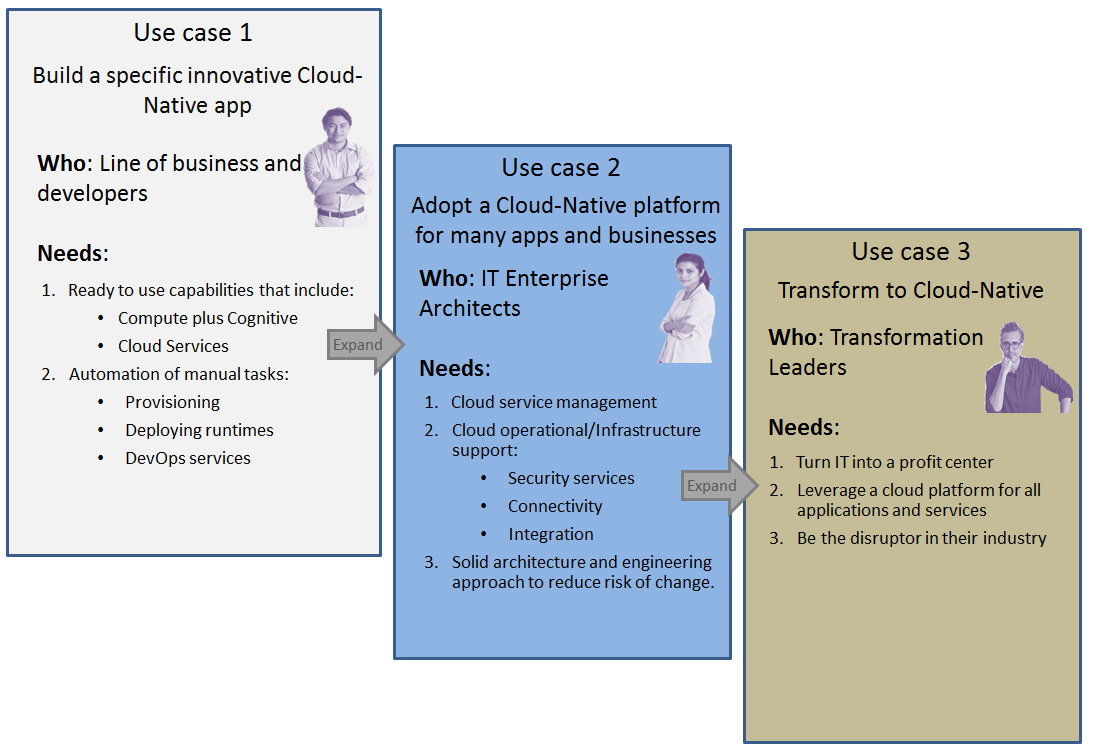 Use case 1
Build a specific innovative Cloud-
Native app
Who: Line of business and
developers
Needs:
1. Ready to use capabilities that include:
• Compute plus Cognitive
• Cloud Services
2. Automation of manual tasks:
• Provisioning
• Deploying runtimes
• DevOps services
Expand
Use case 2
Adopt a Cloud-Native platform
for many apps and businesses
Who: IT Enterprise
Architects
Needs:
1. Cloud service management
2. Cloud operational/Infrastructure
support:
• Security services
• Connectivity
• Integration
3. Solid architecture and engineering
approach to reduce risk of change.
Expand
Use case 3
Transform to Cloud-Native
Who: Transformation
Leaders
Needs:
1. Turn IT into a profit center
2. Leverage a cloud platform for all
applications and services
3. Be the disruptor in their industry